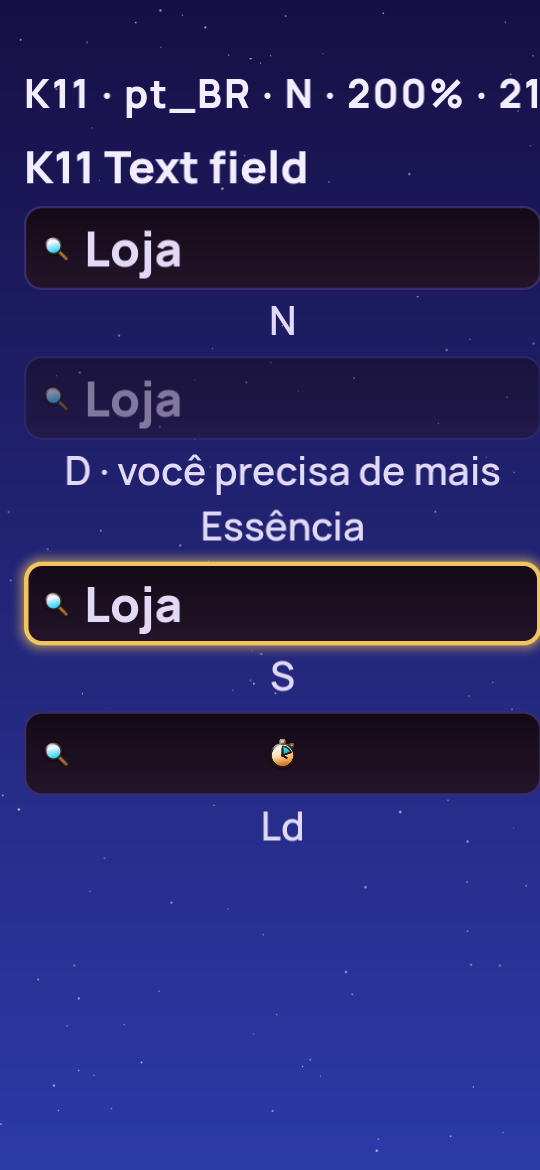 K11 · pt_BR · N · 200% · 21
K11 Text field
Loja
N
Loja
D · você precisa de mais
Essência
Loja
S
Ld